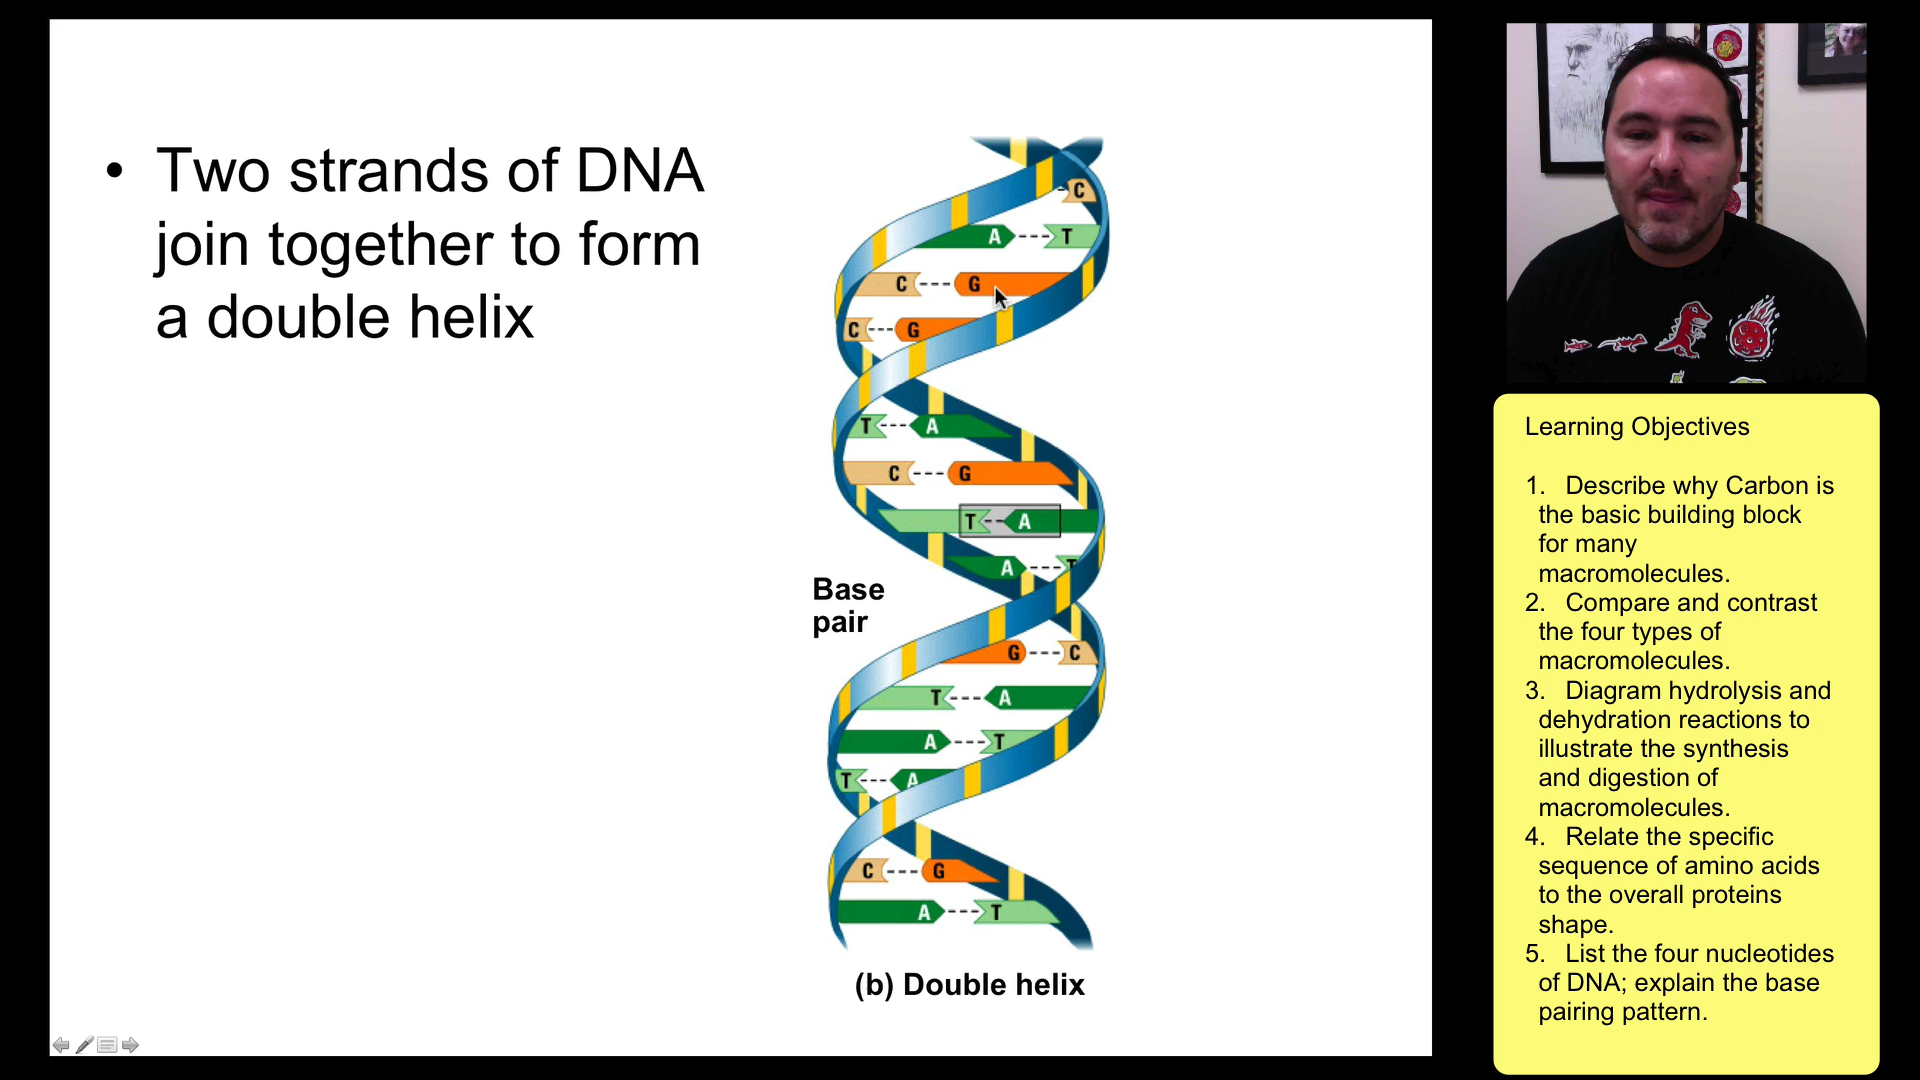 • Two strands of DNA
join together to form
a double helix
C
A T
C G
C G
T A
C G
T A
A T
Base
pair
G C
T A
A T
T A
C G
A T
(b) Double helix
Learning Objectives
1. Describe why Carbon is
the basic building block
for many
macromolecules.
2. Compare and contrast
the four types of
macromolecules.
3. Diagram hydrolysis and
dehydration reactions to
illustrate the synthesis
and digestion of
macromolecules.
4. Relate the specific
sequence of amino acids
to the overall proteins
shape.
5. List the four nucleotides
of DNA; explain the base
pairing pattern.